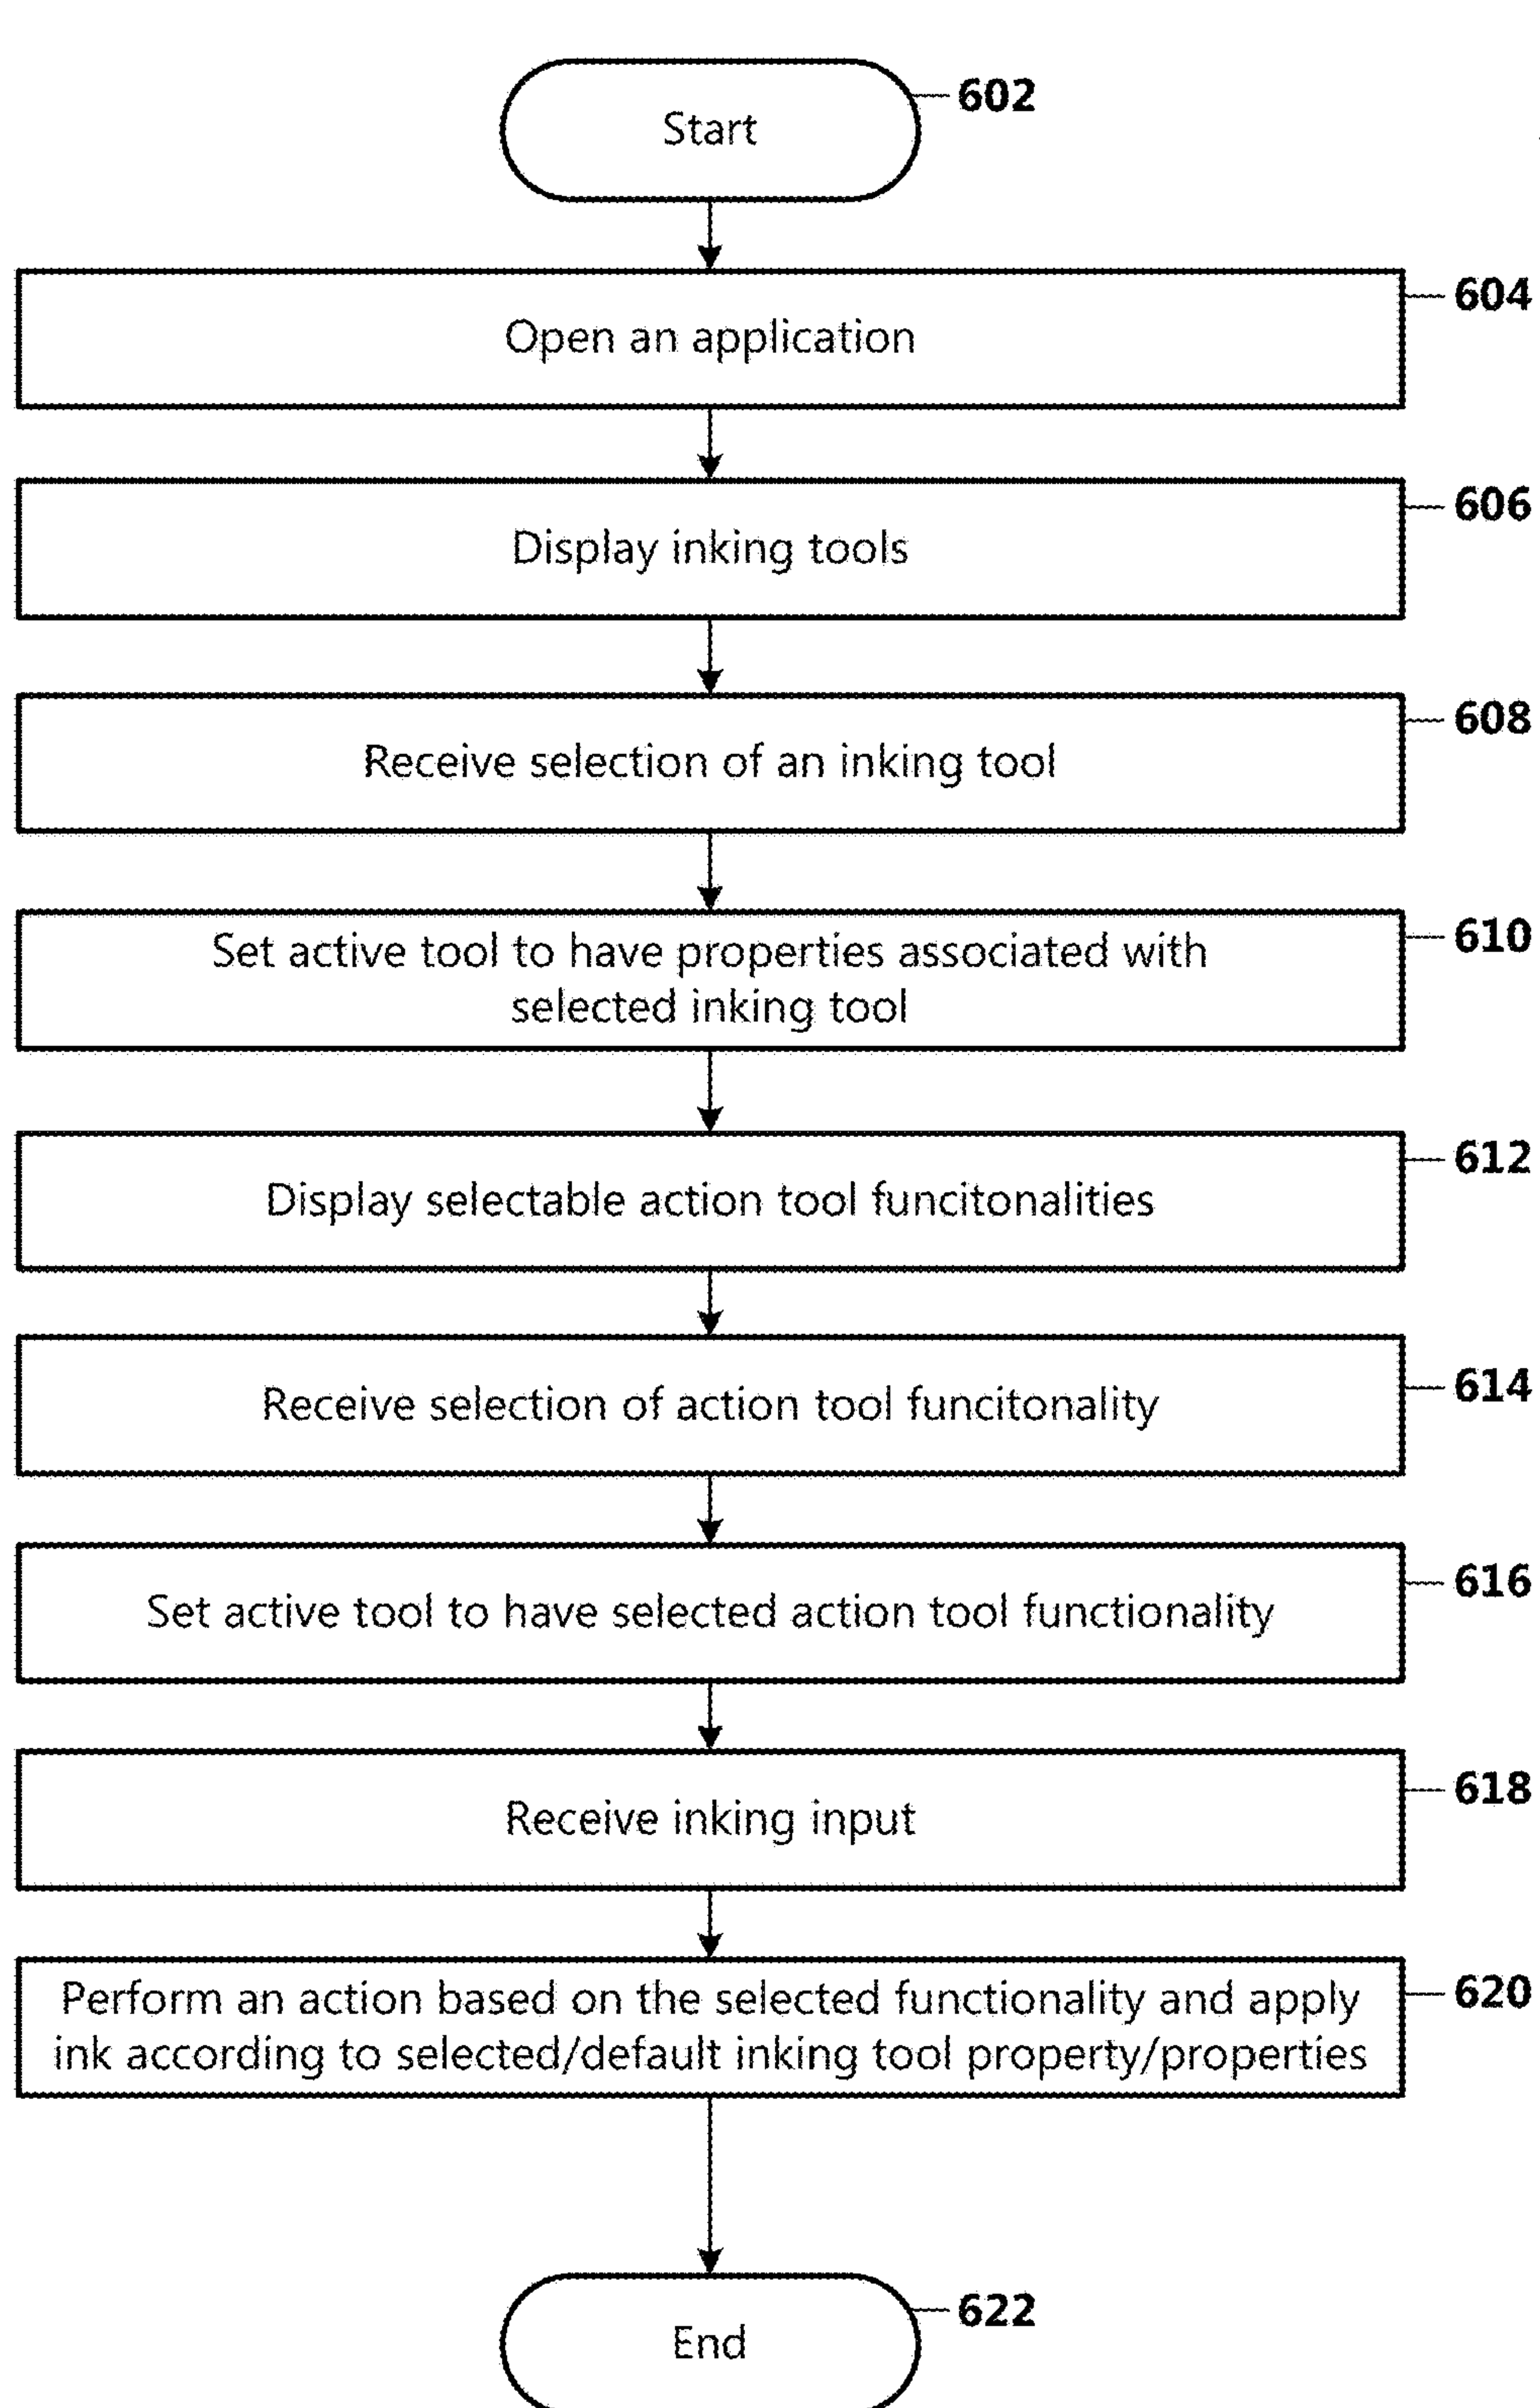 Start
602
Open an application
604
Display inking tools
606
Receive selection of an inking tool
608
Set active tool to have properties associated with
selected inking tool
610
Display selectable action tool funcitonalities
612
Receive selection of action tool funcitonality
614
Set active tool to have selected action tool functionality
616
Receive inking input
618
Perform an action based on the selected functionality and apply
ink according to selected/default inking tool property/properties
620
End
622